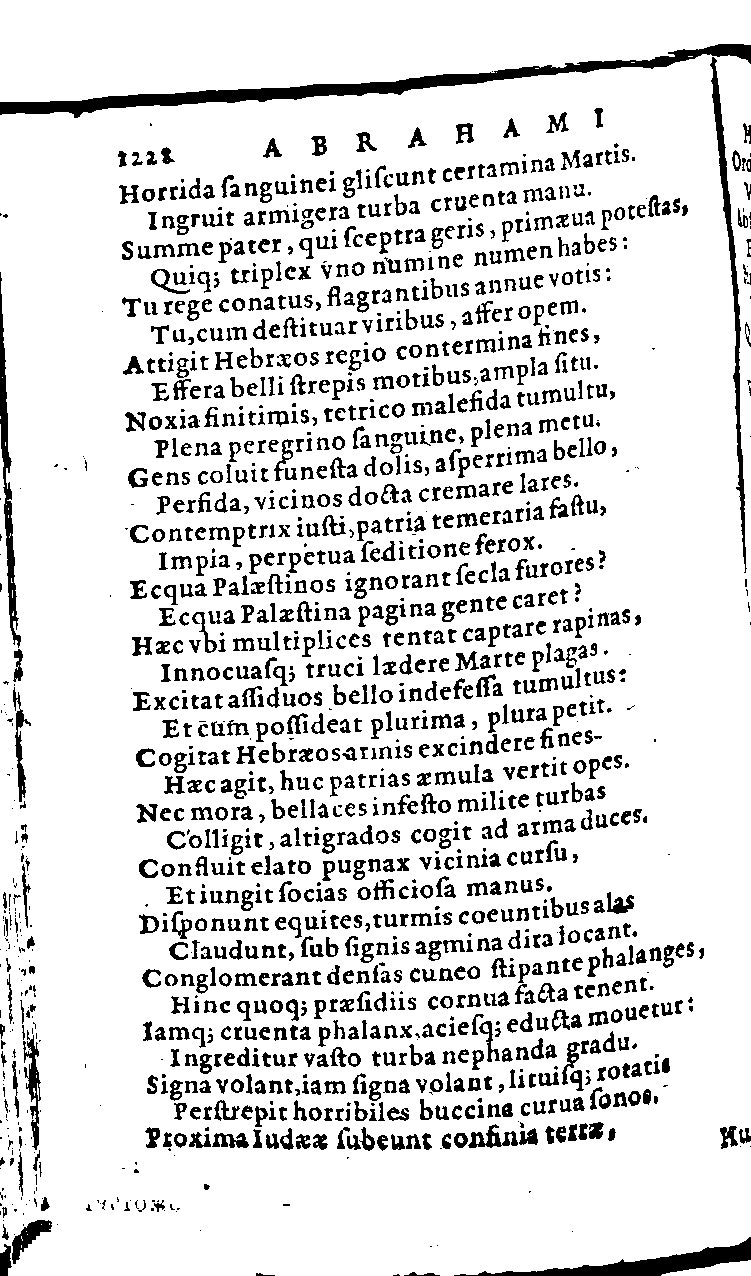 1228 ABRAHAMI
Horrida ſanguinei gliſcunt certamina Martis.
Ingruit armigera turba cruenta manu.
Summe pater, qui ſceptra geris, primæua poteſtas,
Quiq; triplex vno numine numen habes:
Tu rege conatus, flagrantibus annue votis:
Tu, cum deſtituar viribus, affer opem.
Attigit Hebræos regio contermina fines,
Effera belli ſtrepis motibus, ampla ſitu.
Noxia finitimis, tetrico malefida tumultu,
Plena peregrino ſanguine, plena metu.
Gens coluit funeſta dolis, aſperrima bello,
Perfida, vicinos docta cremare lares.
Contemptrix iuſti, patria temeraria faſtu,
Impia, perpetua ſeditione ferox.
Ecqua Palæſtinos ignorant ſecla furores?
Ecqua Palæſtina pagina gente caret?
Hæc vbi multiplices tentat captare rapinas,
Innocuaſq; truci lædere Marte plagas.
Excitat aſſiduos bello indefeſſa tumultus:
Et cūm poſſideat plurima, plura petit.
Cogitat Hebræos armis excindere fines
Hæc agit, huc patrias æmula vertit opes.
Nec mora, bellaces infeſto milite turbas
Colligit, altigrados cogit ad arma duces.
Confluit elato pugnax vicinia curſu,
Et iungit ſocias officioſa manus.
Diſponunt equites, turmis coeuntibus alas
Claudunt, ſub ſignis agmina dira locant.
Conglomerant denſas cuneo ſtipante phalanges,
Hinc quoq; præſidiis cornua facta tenent.
Iamq; cruenta phalanx, acieſq; educta mouetur:
Ingreditur vaſto turba nephanda gradu.
Signa volant, iam ſigna volant, lituiſq; rotatis
Perſtrepit horribiles buccina curua ſonos.
Proxima Iudææ ſubeunt confinia terræ,